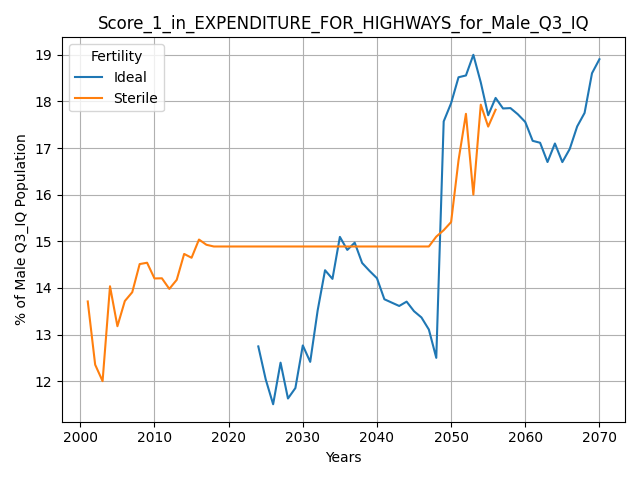 Score_1_in_EXPENDITURE_FOR_HIGHWAYS_for_Male_Q3_IQ
Fertility
Ideal
Sterile
% of Male Q3_IQ Population
19
18
17
16
15
14
13
12
2000 2010 2020 2030 2040 2050 2060 2070
Years